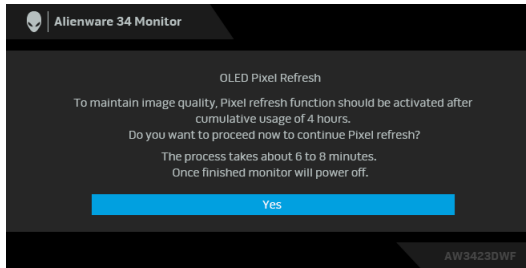 Alienware 34 Monitor
OLED Pixel Refresh
To maintain image quality, Pixel refresh function should be activated after
cumulative usage of 4 hours.
Do you want to proceed now to continue Pixel refresh?
The process takes about 6 to 8 minutes.
Once finished monitor will power off.
Yes
AW3423DWF